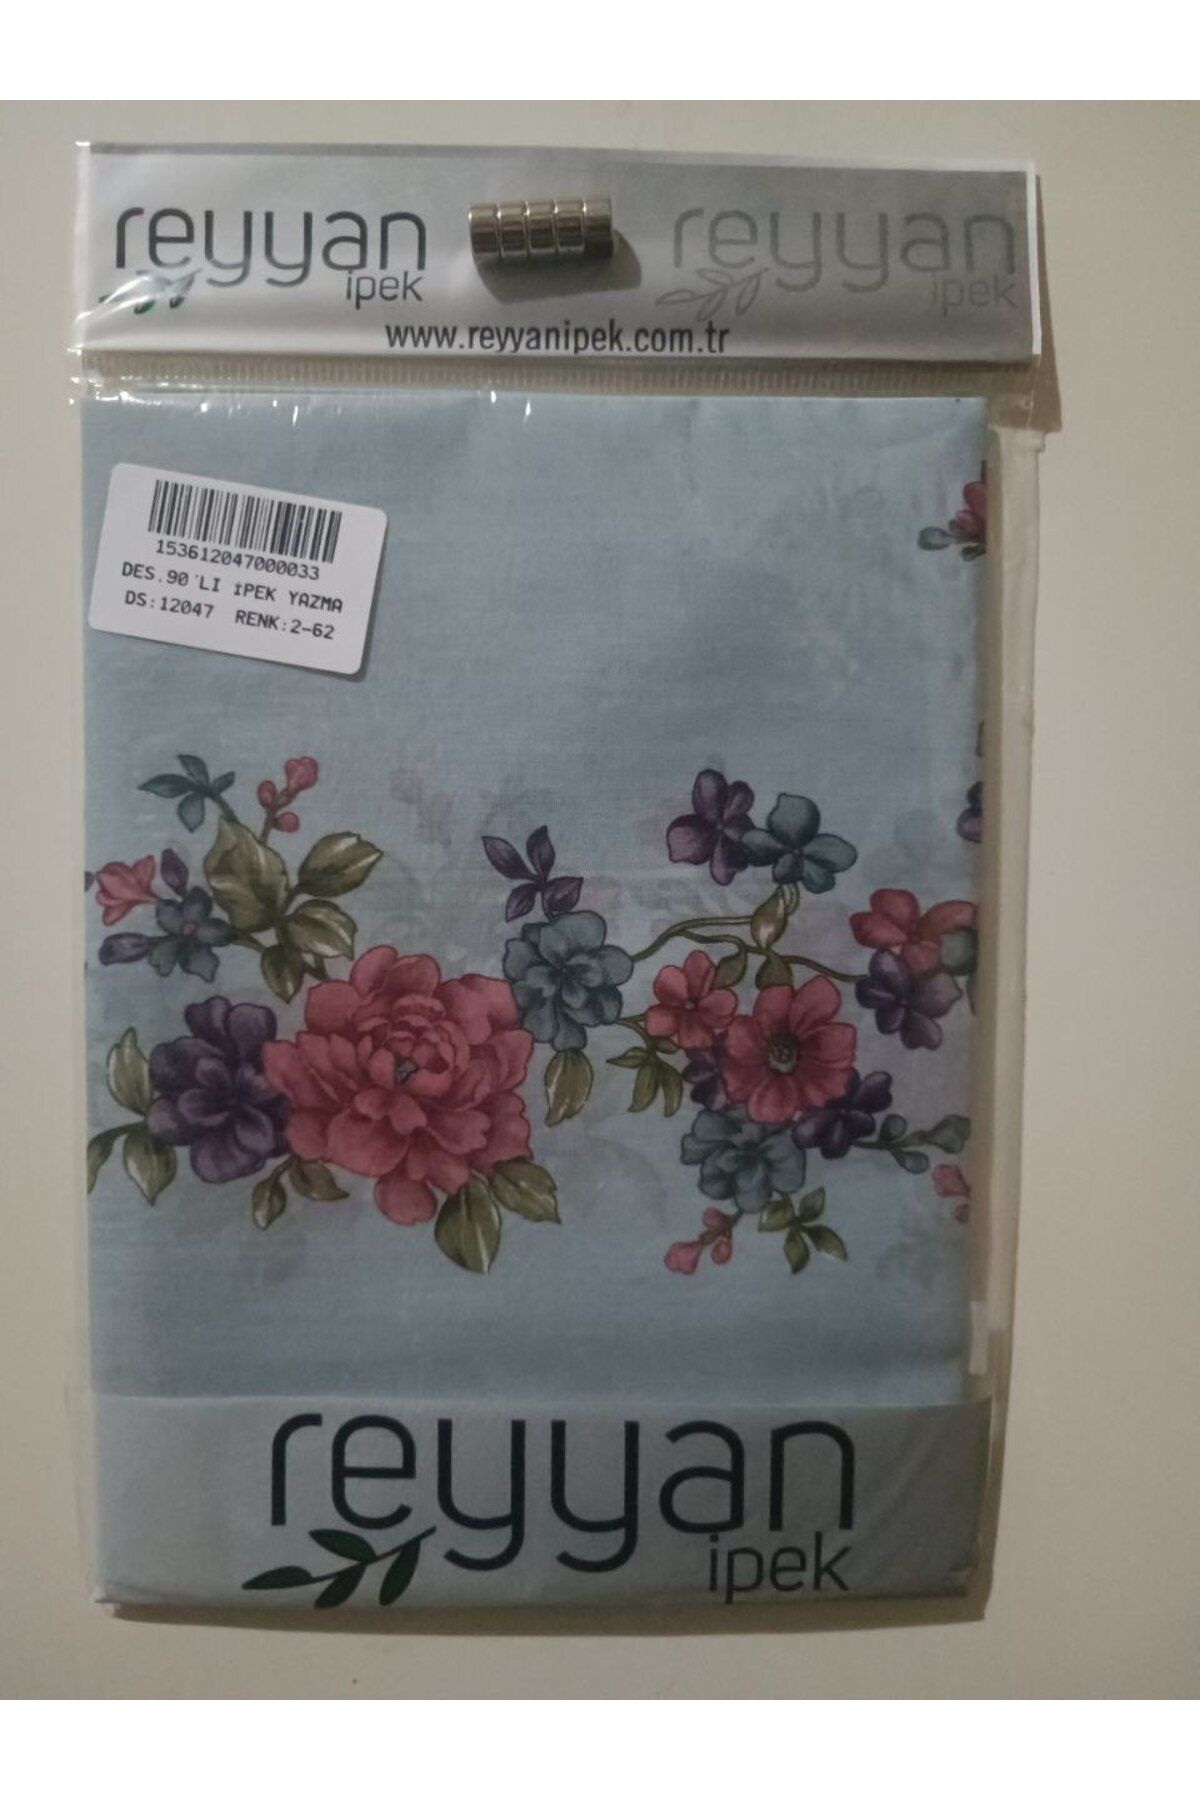 reyyan
ipek
reyyan
ipek
www.reyyanipek.com.tr
153612047000033
DES.90'LI İPEK YAZMA
DS:12047 RENK:2-62
reyyan
ipek